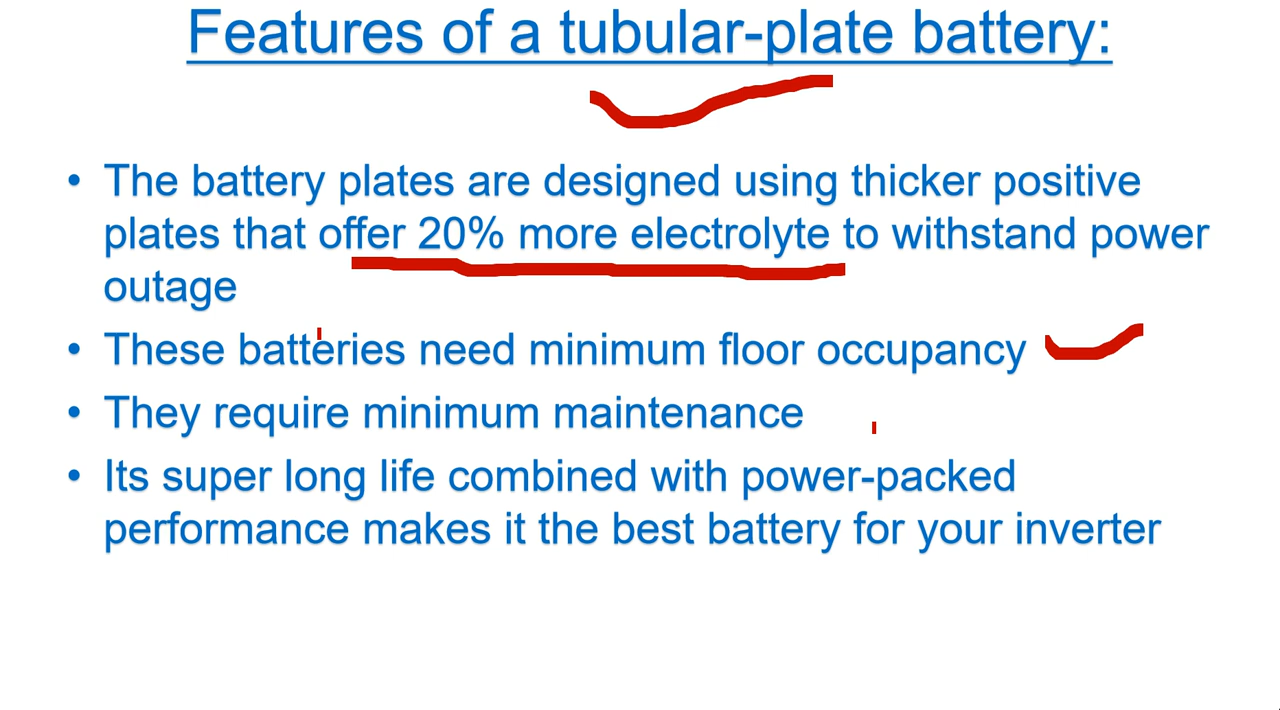 Features of a tubular-plate battery:
• The battery plates are designed using thicker positive
plates that offer 20% more electrolyte to withstand power
outage
• These batteries need minimum floor occupancy
• They require minimum maintenance
• Its super long life combined with power-packed
performance makes it the best battery for your inverter